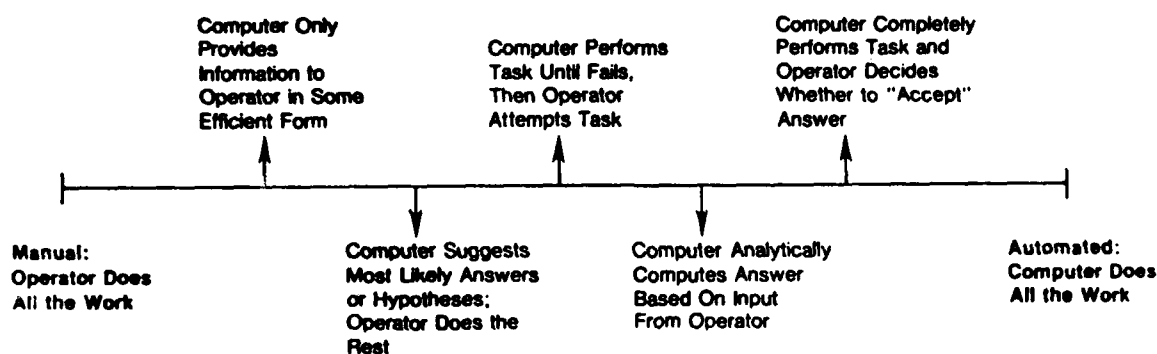 Computer Only
Provides
Information to
Operator in Some
Efficient Form
Computer Performs
Task Until Fails,
Then Operator
Attempts Task
Computer Completely
Performs Task and
Operator Decides
Whether to "Accept"
Answer
Manual:
Operator Does
All the Work
Computer Suggests
Most Likely Answers
or Hypotheses;
Operator Does the
Rest
Computer Analytically
Computes Answer
Based On Input
From Operator
Automated:
Computer Does
All the Work